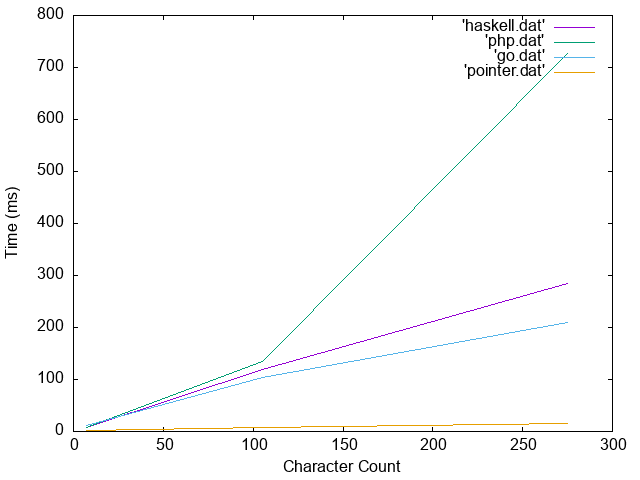 800
700
600
500
400
300
200
100
0
Time (ms)
'haskell.dat'
'php.dat'
'go.dat'
'pointer.dat'
0 50 100 150 200 250 300
Character Count